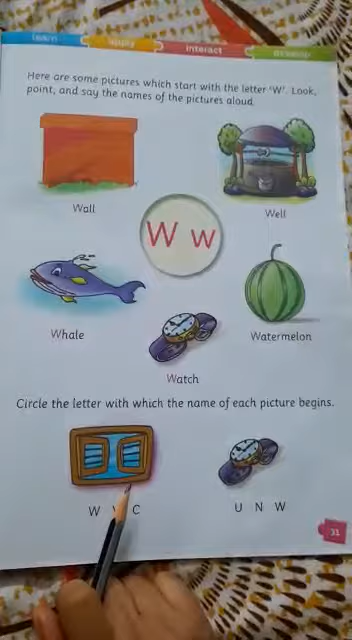 learn apply interact develop
Here are some pictures which start with the letter 'W'. Look,
point, and say the names of the pictures aloud.
Wall
Well
W w
Whale
Watermelon
Watch
Circle the letter with which the name of each picture begins.
W V C
U N W
31